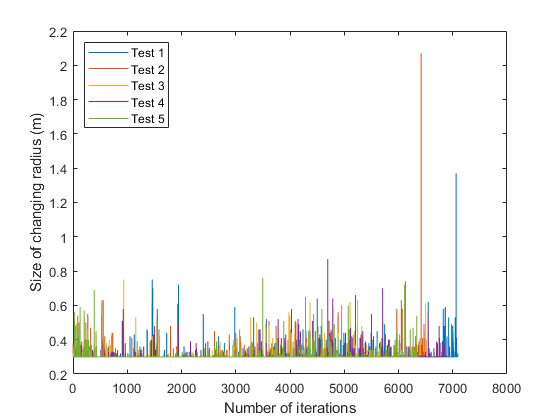 2.2
2
1.8
1.6
1.4
1.2
1
0.8
0.6
0.4
0.2
Size of changing radius (m)
Test 1
Test 2
Test 3
Test 4
Test 5
0 1000 2000 3000 4000 5000 6000 7000 8000
Number of iterations